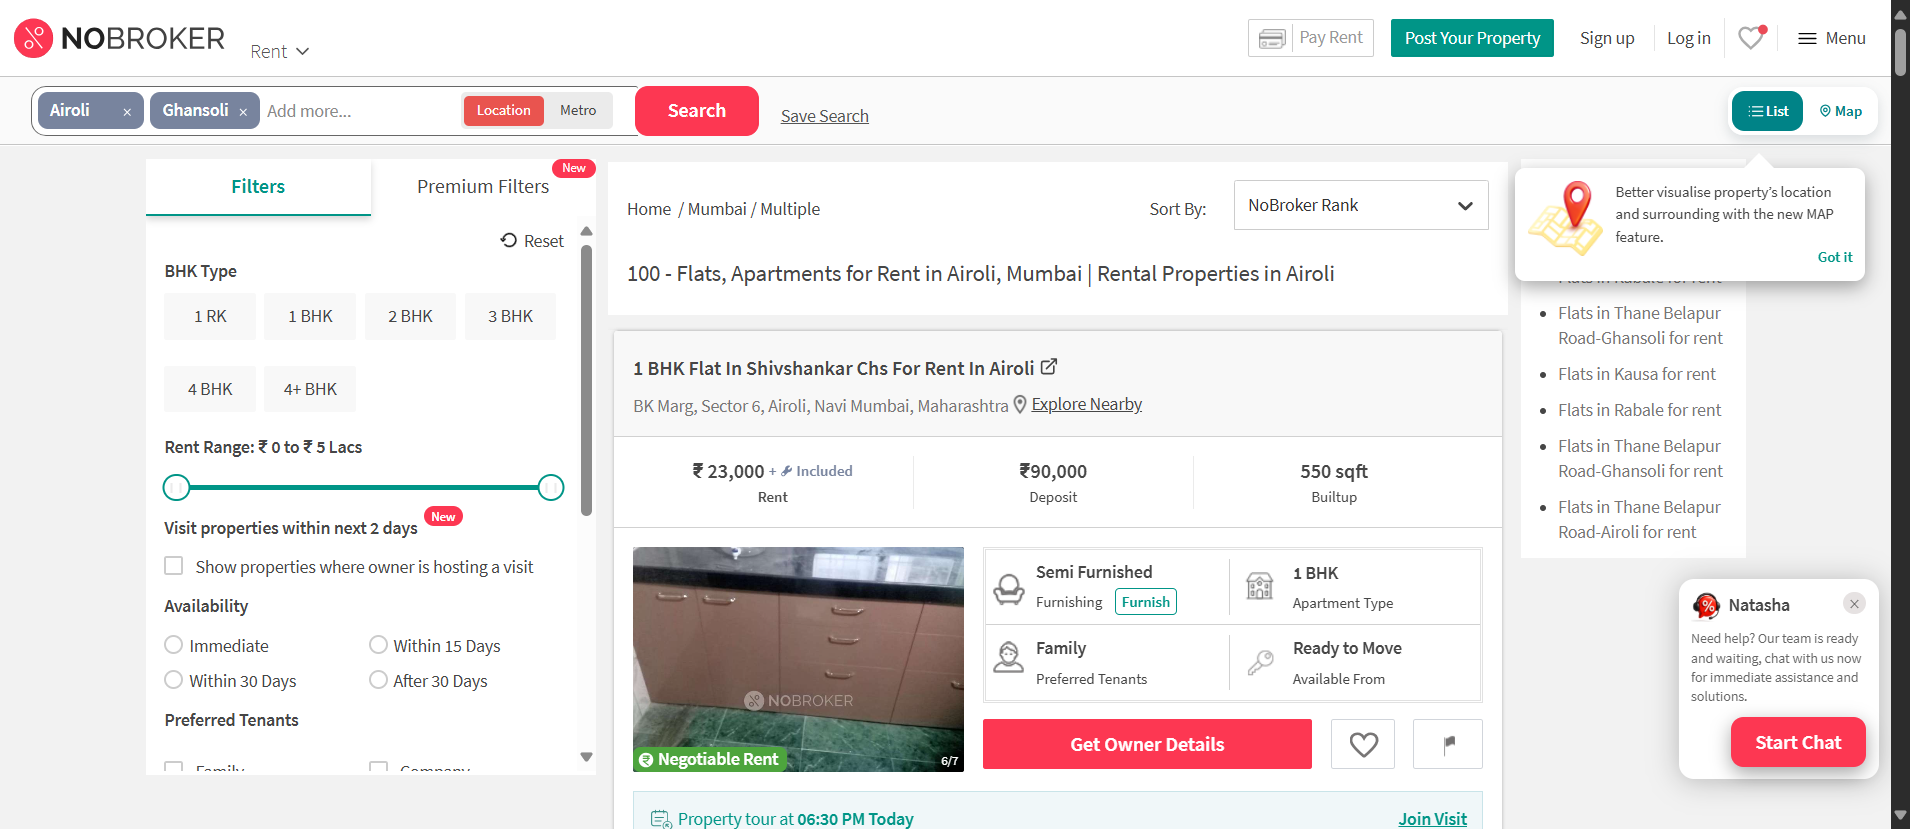 NOBROKER
Rent
Pay Rent
Post Your Property
Sign up
Log in
Menu
Airoli ×
Ghansoli ×
Add more...
Location
Metro
Search
Save Search
List
Map
Filters
Premium Filters
New
Reset
BHK Type
1 RK
1 BHK
2 BHK
3 BHK
4 BHK
4+ BHK
Rent Range: ₹ 0 to ₹ 5 Lacs
Visit properties within next 2 days
New
Show properties where owner is hosting a visit
Availability
Immediate
Within 15 Days
Within 30 Days
After 30 Days
Preferred Tenants
Family
Company
Home / Mumbai / Multiple
Sort By:
NoBroker Rank
100 - Flats, Apartments for Rent in Airoli, Mumbai | Rental Properties in Airoli
1 BHK Flat In Shivshankar Chs For Rent In Airoli
BK Marg, Sector 6, Airoli, Navi Mumbai, Maharashtra
Explore Nearby
₹ 23,000 + Included
Rent
₹90,000
Deposit
550 sqft
Builtup
NOBROKER
Negotiable Rent
6/7
Semi Furnished
Furnishing
Furnish
1 BHK
Apartment Type
Family
Preferred Tenants
Ready to Move
Available From
Get Owner Details
Property tour at 06:30 PM Today
Join Visit
Better visualise property's location
and surrounding with the new MAP
feature.
Got it
Flats in Rabale for rent
Flats in Thane Belapur
Road-Ghansoli for rent
Flats in Kausa for rent
Flats in Rabale for rent
Flats in Thane Belapur
Road-Ghansoli for rent
Flats in Thane Belapur
Road-Airoli for rent
Natasha
Need help? Our team is ready
and waiting, chat with us now
for immediate assistance and
solutions.
Start Chat